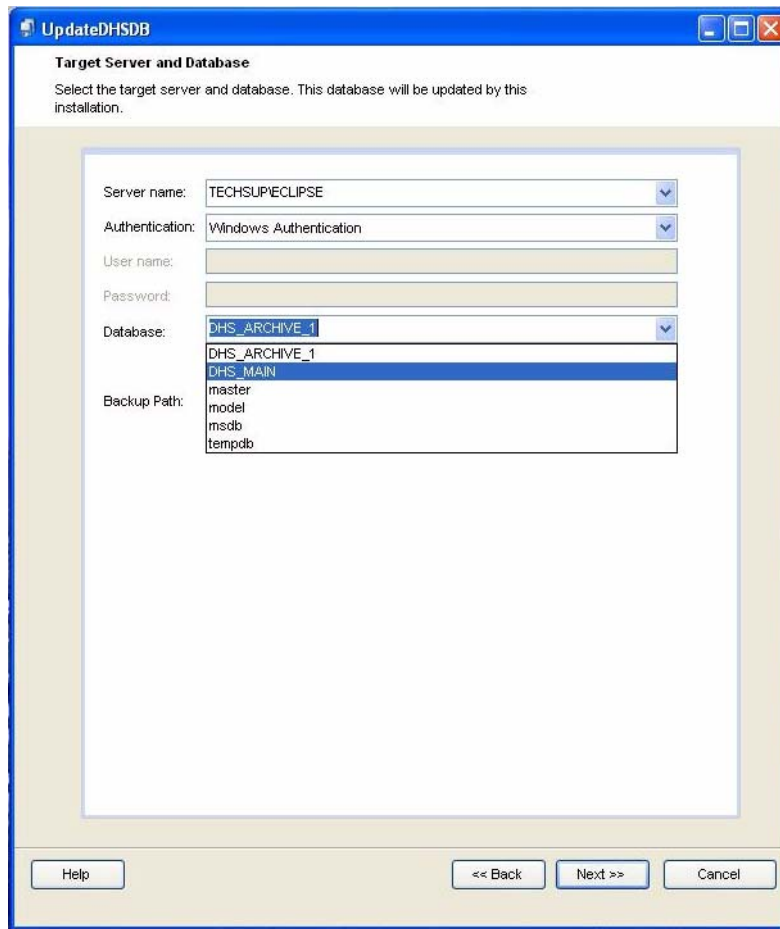 UpdateDHSDB
Target Server and Database
Select the target server and database. This database will be updated by this
installation.
Server name: TECHSUP\ECLIPSE
Authentication: Windows Authentication
User name:
Password:
Database: DHS_ARCHIVE_1
DHS_ARCHIVE_1
DHS_MAIN
master
Backup Path:
model
msdb
tempdb
Help
<< Back
Next >>
Cancel